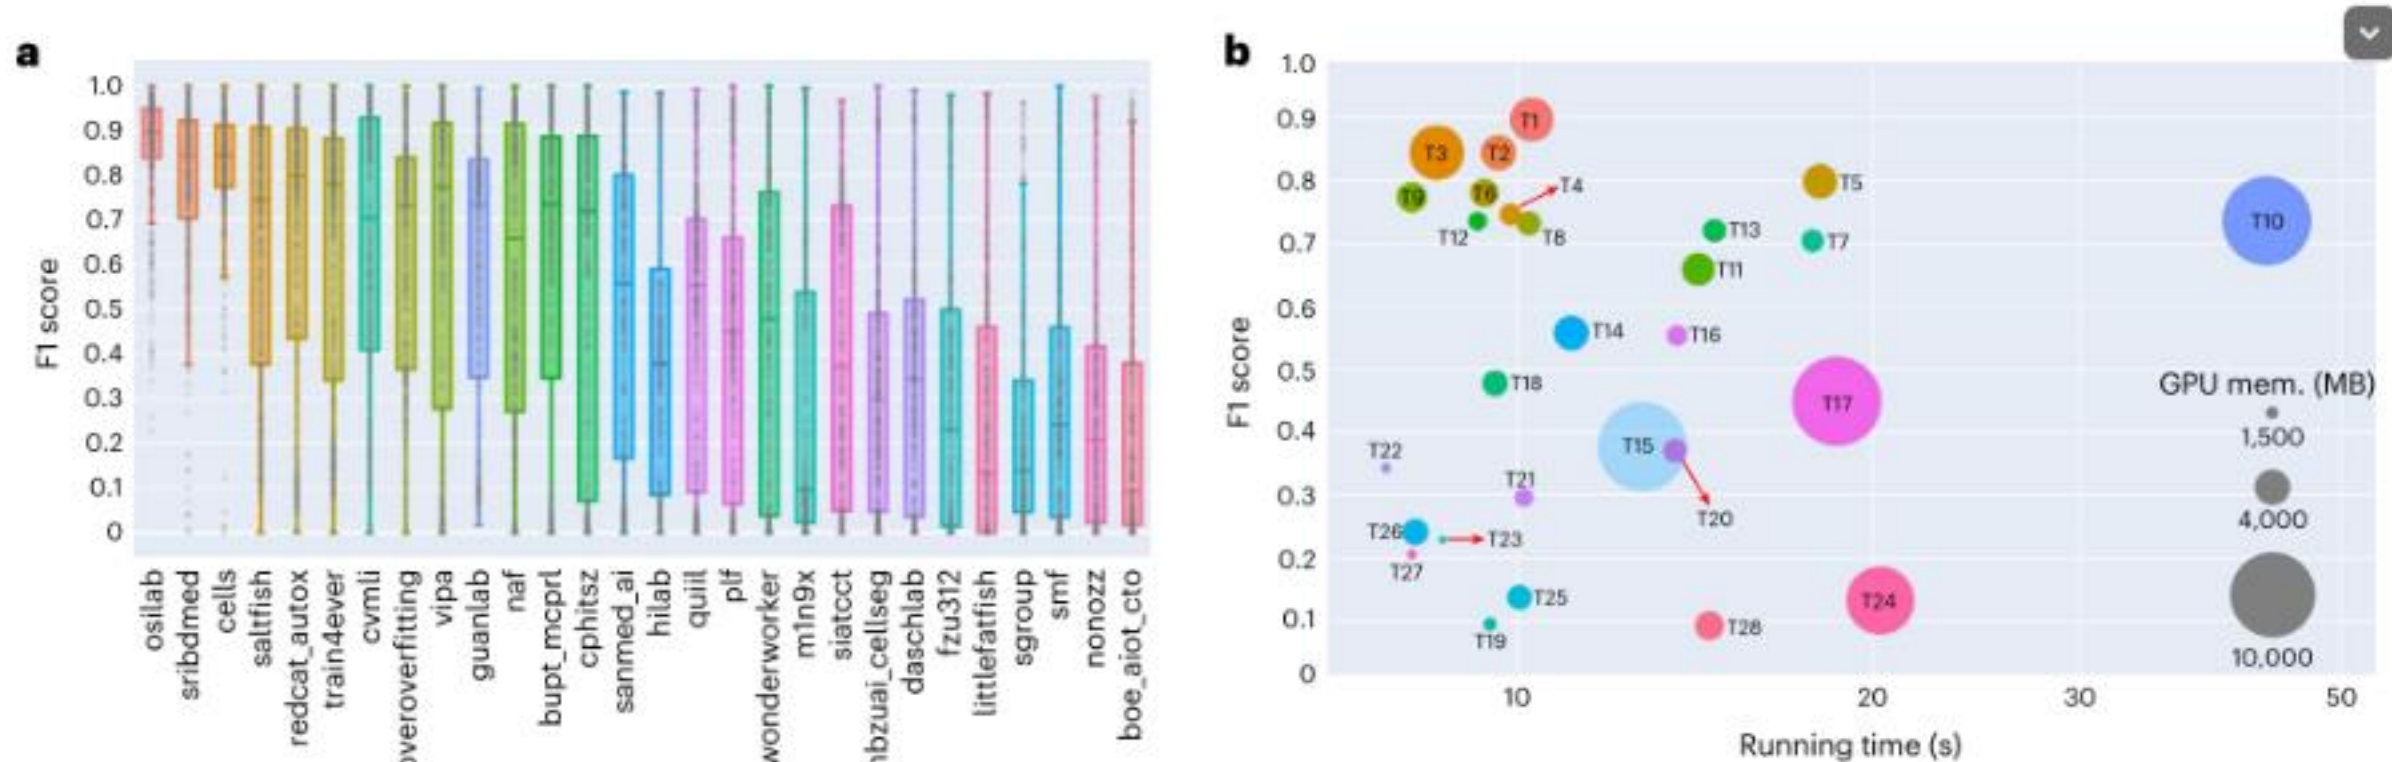 a
F1 score
1.0
0.9
0.8
0.7
0.6
0.5
0.4
0.3
0.2
0.1
0
osilab
sribdmed
cells
saltfish
redcat_autox
train4ever
cvmli
overoverfitting
vipa
guanlab
naf
bupt_mcprl
cphitsz
sanmed_ai
hilab
quiil
plf
wonderworker
m1n9x
siatcct
nbzuai_cellseg
daschlab
fzu312
littlefatfish
sgroup
smf
nonozz
boe_aiot_cto
b
F1 score
1.0
0.9
0.8
0.7
0.6
0.5
0.4
0.3
0.2
0.1
0
T1
T3
T2
T4
T5
T9
T6
T12
T8
T13
T7
T10
T11
T14
T16
T18
T17
T15
T22
T21
T20
T26
T23
T27
T25
T24
T19
T28
GPU mem. (MB)
1,500
4,000
10,000
10
20
30
50
Running time (s)